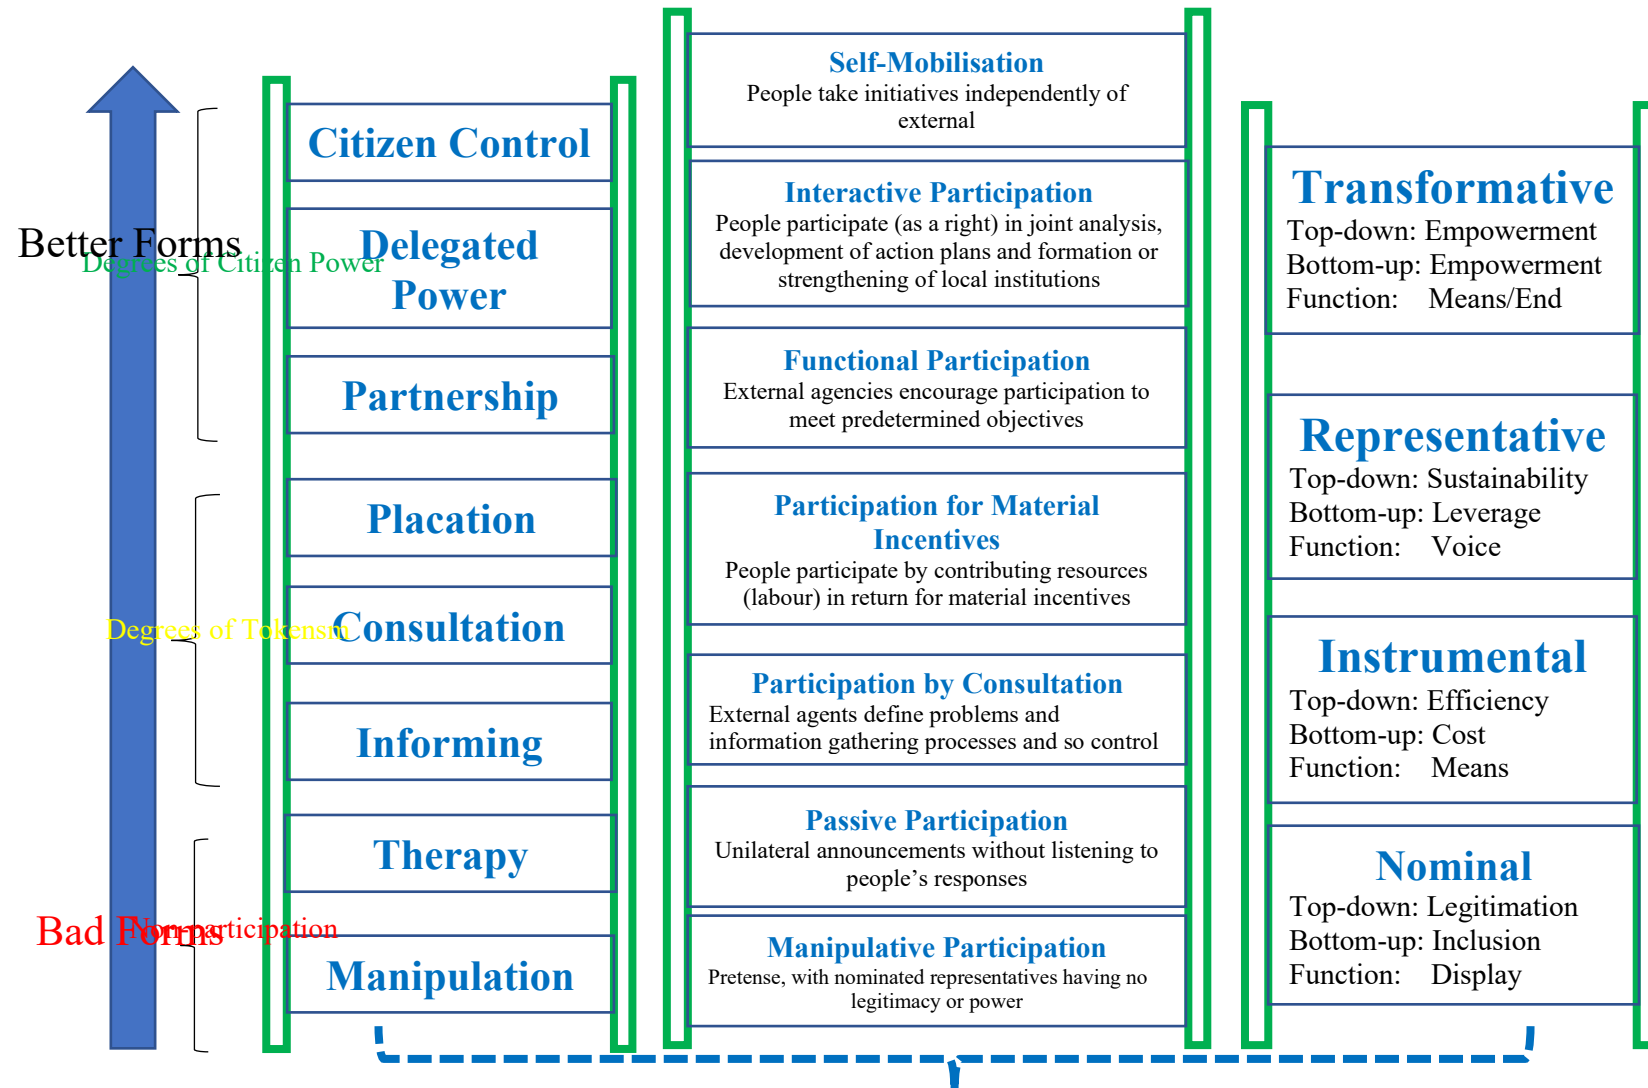 Better Forms
Degrees of Citizen Power
Degrees of Tokensm
Bad Forms
Non-participation
Citizen Control
Delegated
Power
Partnership
Placation
Consultation
Informing
Therapy
Manipulation
Self-Mobilisation
People take initiatives independently of
external
Interactive Participation
People participate (as a right) in joint analysis,
development of action plans and formation or
strengthening of local institutions
Functional Participation
External agencies encourage participation to
meet predetermined objectives
Participation for Material
Incentives
People participate by contributing resources
(labour) in return for material incentives
Participation by Consultation
External agents define problems and
information gathering processes and so control
Passive Participation
Unilateral announcements without listening to
people’s responses
Manipulative Participation
Pretense, with nominated representatives having no
legitimacy or power
Transformative
Top-down: Empowerment
Bottom-up: Empowerment
Function: Means/End
Representative
Top-down: Sustainability
Bottom-up: Leverage
Function: Voice
Instrumental
Top-down: Efficiency
Bottom-up: Cost
Function: Means
Nominal
Top-down: Legitimation
Bottom-up: Inclusion
Function: Display